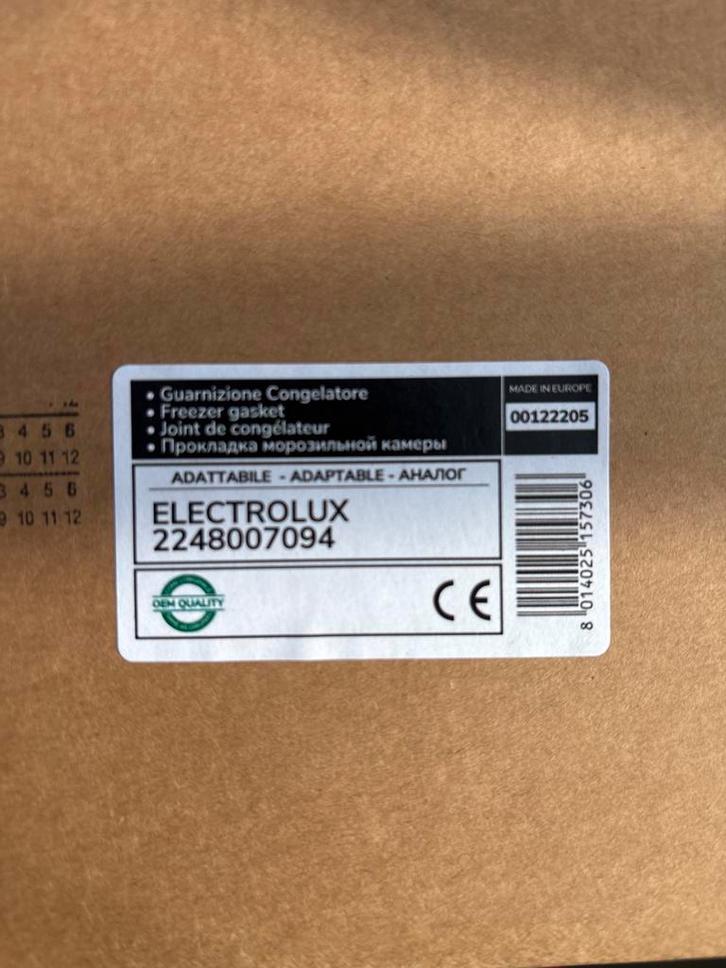 • Guarnizione Congelatore
• Freezer gasket
• Joint de congélateur
• Прокладка морозильной камеры
MADE IN EUROPE
00122205
ADATTABILE - ADAPTABLE - АНАЛОГ
ELECTROLUX
2248007094
OEM QUALITY
CE
8 014025 157306
3 4 5 6
9 10 11 12
3 4 5 6
9 10 11 12